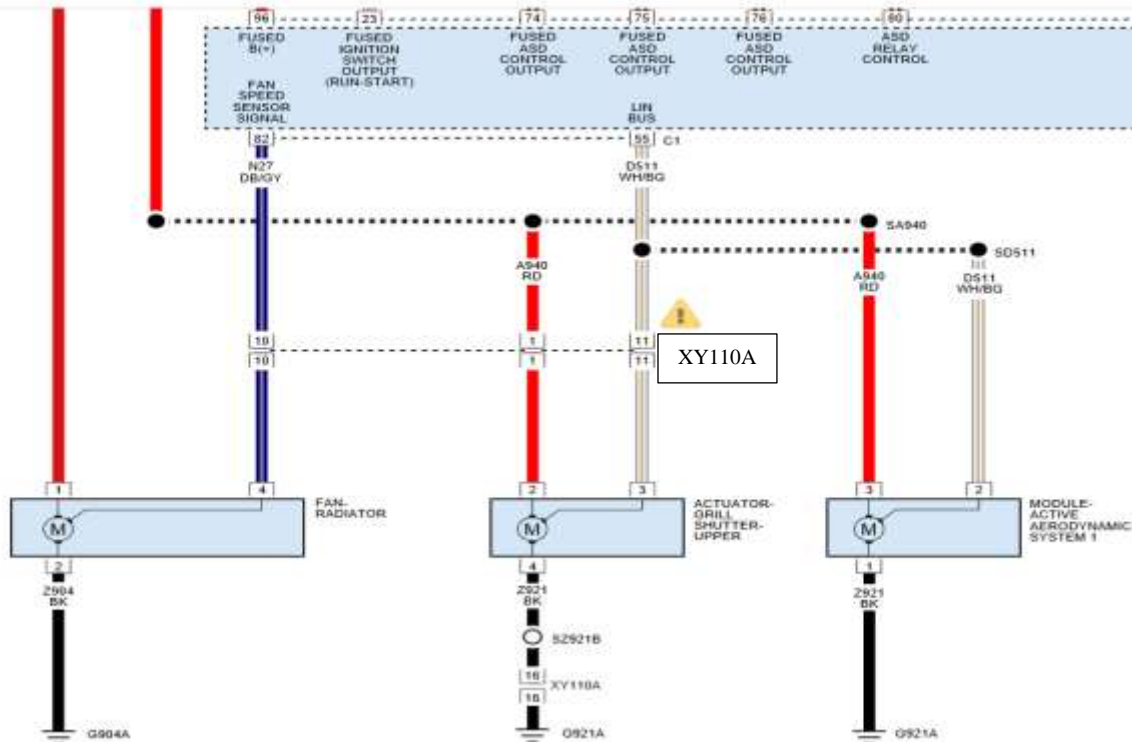 96 23 74 75 76 60
FUSED
B(+)
FUSED
IGNITION
SWITCH
OUTPUT
(RUN-START)
FUSED
ASD
CONTROL
OUTPUT
FUSED
ASD
CONTROL
OUTPUT
FUSED
ASD
CONTROL
OUTPUT
ASD
RELAY
CONTROL
FAN
SPEED
SENSOR
SIGNAL
LIN
BUS
82 55 C1
N27
DB/GY
D511
WH/BG
SA940
SD511
A940
RD
A940
RD
D511
WH/BG
19 1 11
XY110A
1 11
1 4 2 3 3 2
FAN-
RADIATOR
M
ACTUATOR-
GRILL
SHUTTER-
UPPER
M
MODULE-
ACTIVE
AERODYNAMIC
SYSTEM 1
M
2 4 1
Z904
BK
Z921
BK
Z921
BK
SZ921B
16
XY110A
16
G904A
G921A
G921A